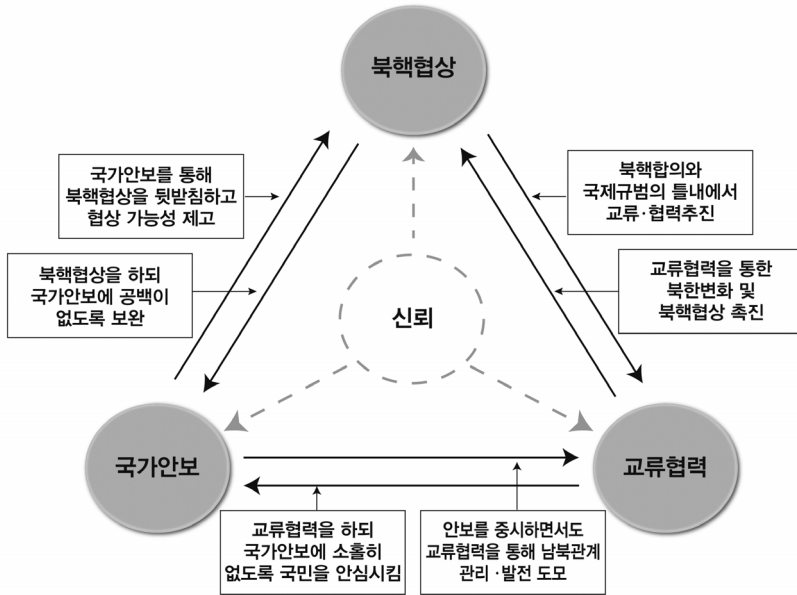 북핵협상
국가안보를 통해
북핵협상을 뒷받침하고
협상 가능성 제고
북핵합의와
국제규범의 틀내에서
교류·협력추진
북핵협상을 하되
국가안보에 공백이
없도록 보완
교류협력을 통한
북한변화 및
북핵협상 촉진
신뢰
국가안보
교류협력
교류협력을 하되
국가안보에 소홀히
없도록 국민을 안심시킴
안보를 중시하면서도
교류협력을 통해 남북관계
관리·발전 도모